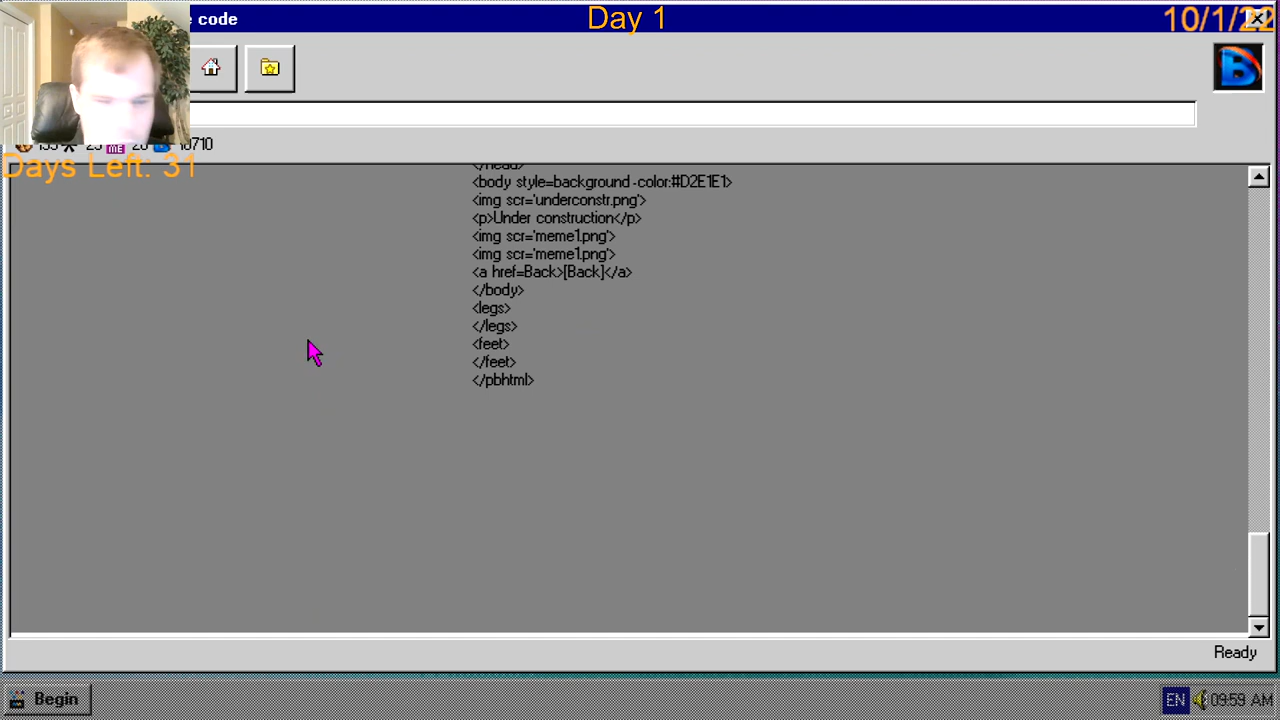 e code
Day 1
10/1/22
Days Left: 31
</head>
<body style=background-color:#D2E1E1>
<img scr='underconstr.png'>
<p>Under construction</p>
<img scr='meme1.png'>
<img scr='meme1.png'>
<a href=Back>[Back]</a>
</body>
<legs>
</legs>
<feet>
</feet>
</pbhtml>
Ready
Begin
EN
09:59 AM